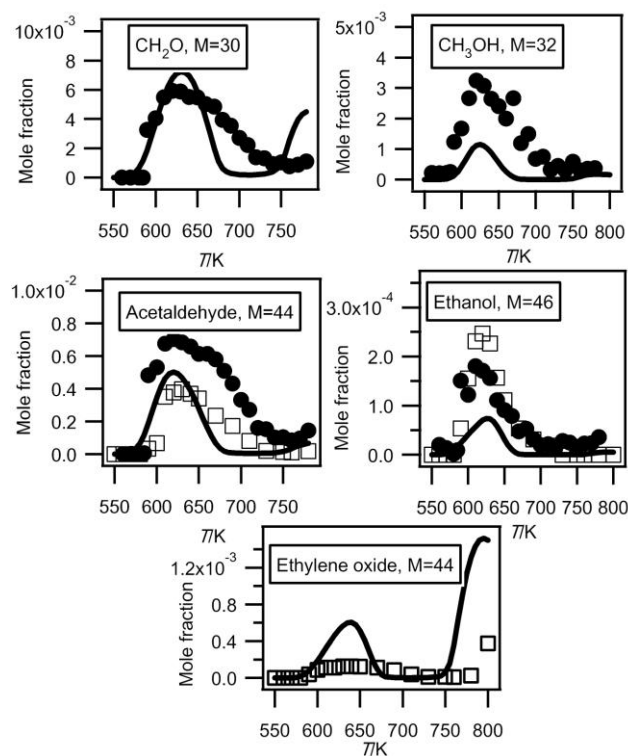 10x10⁻³
CH₂O, M=30
Mole fraction
8
6
4
2
0
550 600 650 700 750
T/K
5x10⁻³
CH₃OH, M=32
Mole fraction
4
3
2
1
0
550 600 650 700 750 800
T/K
1.0x10⁻²
Acetaldehyde, M=44
Mole fraction
0.8
0.6
0.4
0.2
0.0
550 600 650 700 750
T/K
3.0x10⁻⁴
Ethanol, M=46
Mole fraction
2.0
1.0
0.0
550 600 650 700 750 800
T/K
1.2x10⁻³
Ethylene oxide, M=44
Mole fraction
0.8
0.4
0.0
550 600 650 700 750 800
T/K